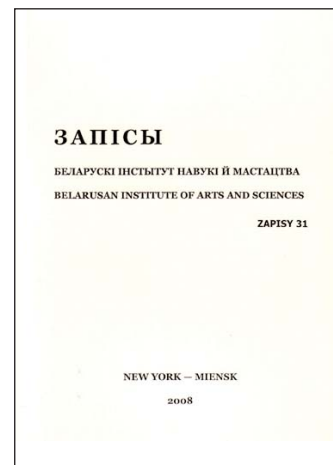 ЗАПІСЫ
БЕЛАРУСКІ ІНСТЫТУТ НАВУКІ Й МАСТАЦТВА
BELARUSAN INSTITUTE OF ARTS AND SCIENCES
ZAPISY 31
NEW YORK — MIENSK
2008